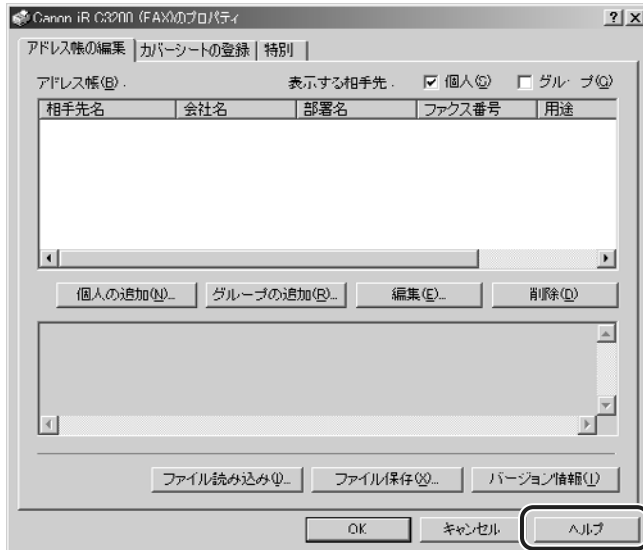 Canon iR C3200 (FAX)のプロパティ
アドレス帳の編集 カバーシートの登録 特別
アドレス帳(B) : 表示する相手先 : 個人(S) グループ(G)
相手先名 会社名 部署名 ファクス番号 用途
個人の追加(N)... グループの追加(R)... 編集(E)... 削除(D)
ファイル読み込み(L)... ファイル保存(X)... バージョン情報(I)
OK キャンセル ヘルプ